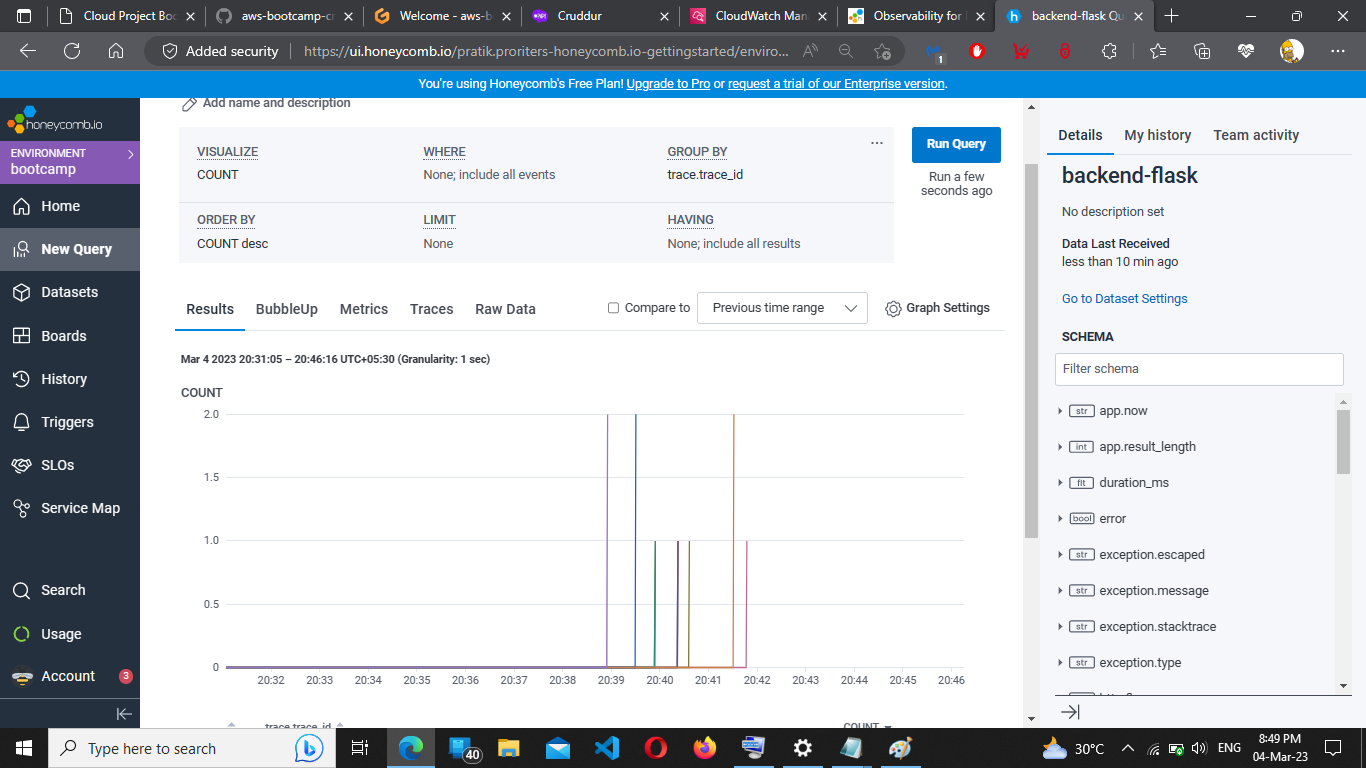 Cloud Project Boo
aws-bootcamp-cr
Welcome - aws-b
Cruddur
CloudWatch Man
Observability for
backend-flask Qu
Added security
https://ui.honeycomb.io/pratik.proriters-honeycomb.io-gettingstarted/enviro...
1
You're using Honeycomb's Free Plan! Upgrade to Pro or request a trial of our Enterprise version.
honeycomb.io
ENVIRONMENT
bootcamp
Home
New Query
Datasets
Boards
History
Triggers
SLOs
Service Map
Search
Usage
Account 3
Add name and description
VISUALIZE WHERE GROUP BY
COUNT None; include all events trace.trace_id
ORDER BY LIMIT HAVING
COUNT desc None None; include all results
Run Query
Run a few
seconds ago
Results BubbleUp Metrics Traces Raw Data
Compare to Previous time range Graph Settings
Mar 4 2023 20:31:05 – 20:46:16 UTC+05:30 (Granularity: 1 sec)
COUNT
2.0
1.5
1.0
0.5
0
20:32 20:33 20:34 20:35 20:36 20:37 20:38 20:39 20:40 20:41 20:42 20:43 20:44 20:45 20:46
trace.trace_id COUNT
Details My history Team activity
backend-flask
No description set
Data Last Received
less than 10 min ago
Go to Dataset Settings
SCHEMA
Filter schema
str app.now
int app.result_length
flt duration_ms
bool error
str exception.escaped
str exception.message
str exception.stacktrace
str exception.type
Type here to search
40
30°C
ENG
8:49 PM
04-Mar-23